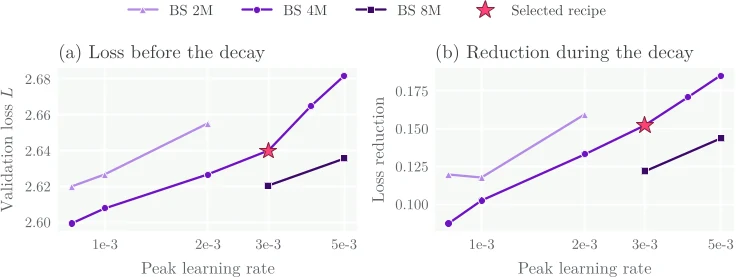 BS 2M BS 4M BS 8M Selected recipe
(a) Loss before the decay
Validation loss L
2.68
2.66
2.64
2.62
2.60
1e-3 2e-3 3e-3 5e-3
Peak learning rate
(b) Reduction during the decay
Loss reduction
0.175
0.150
0.125
0.100
1e-3 2e-3 3e-3 5e-3
Peak learning rate